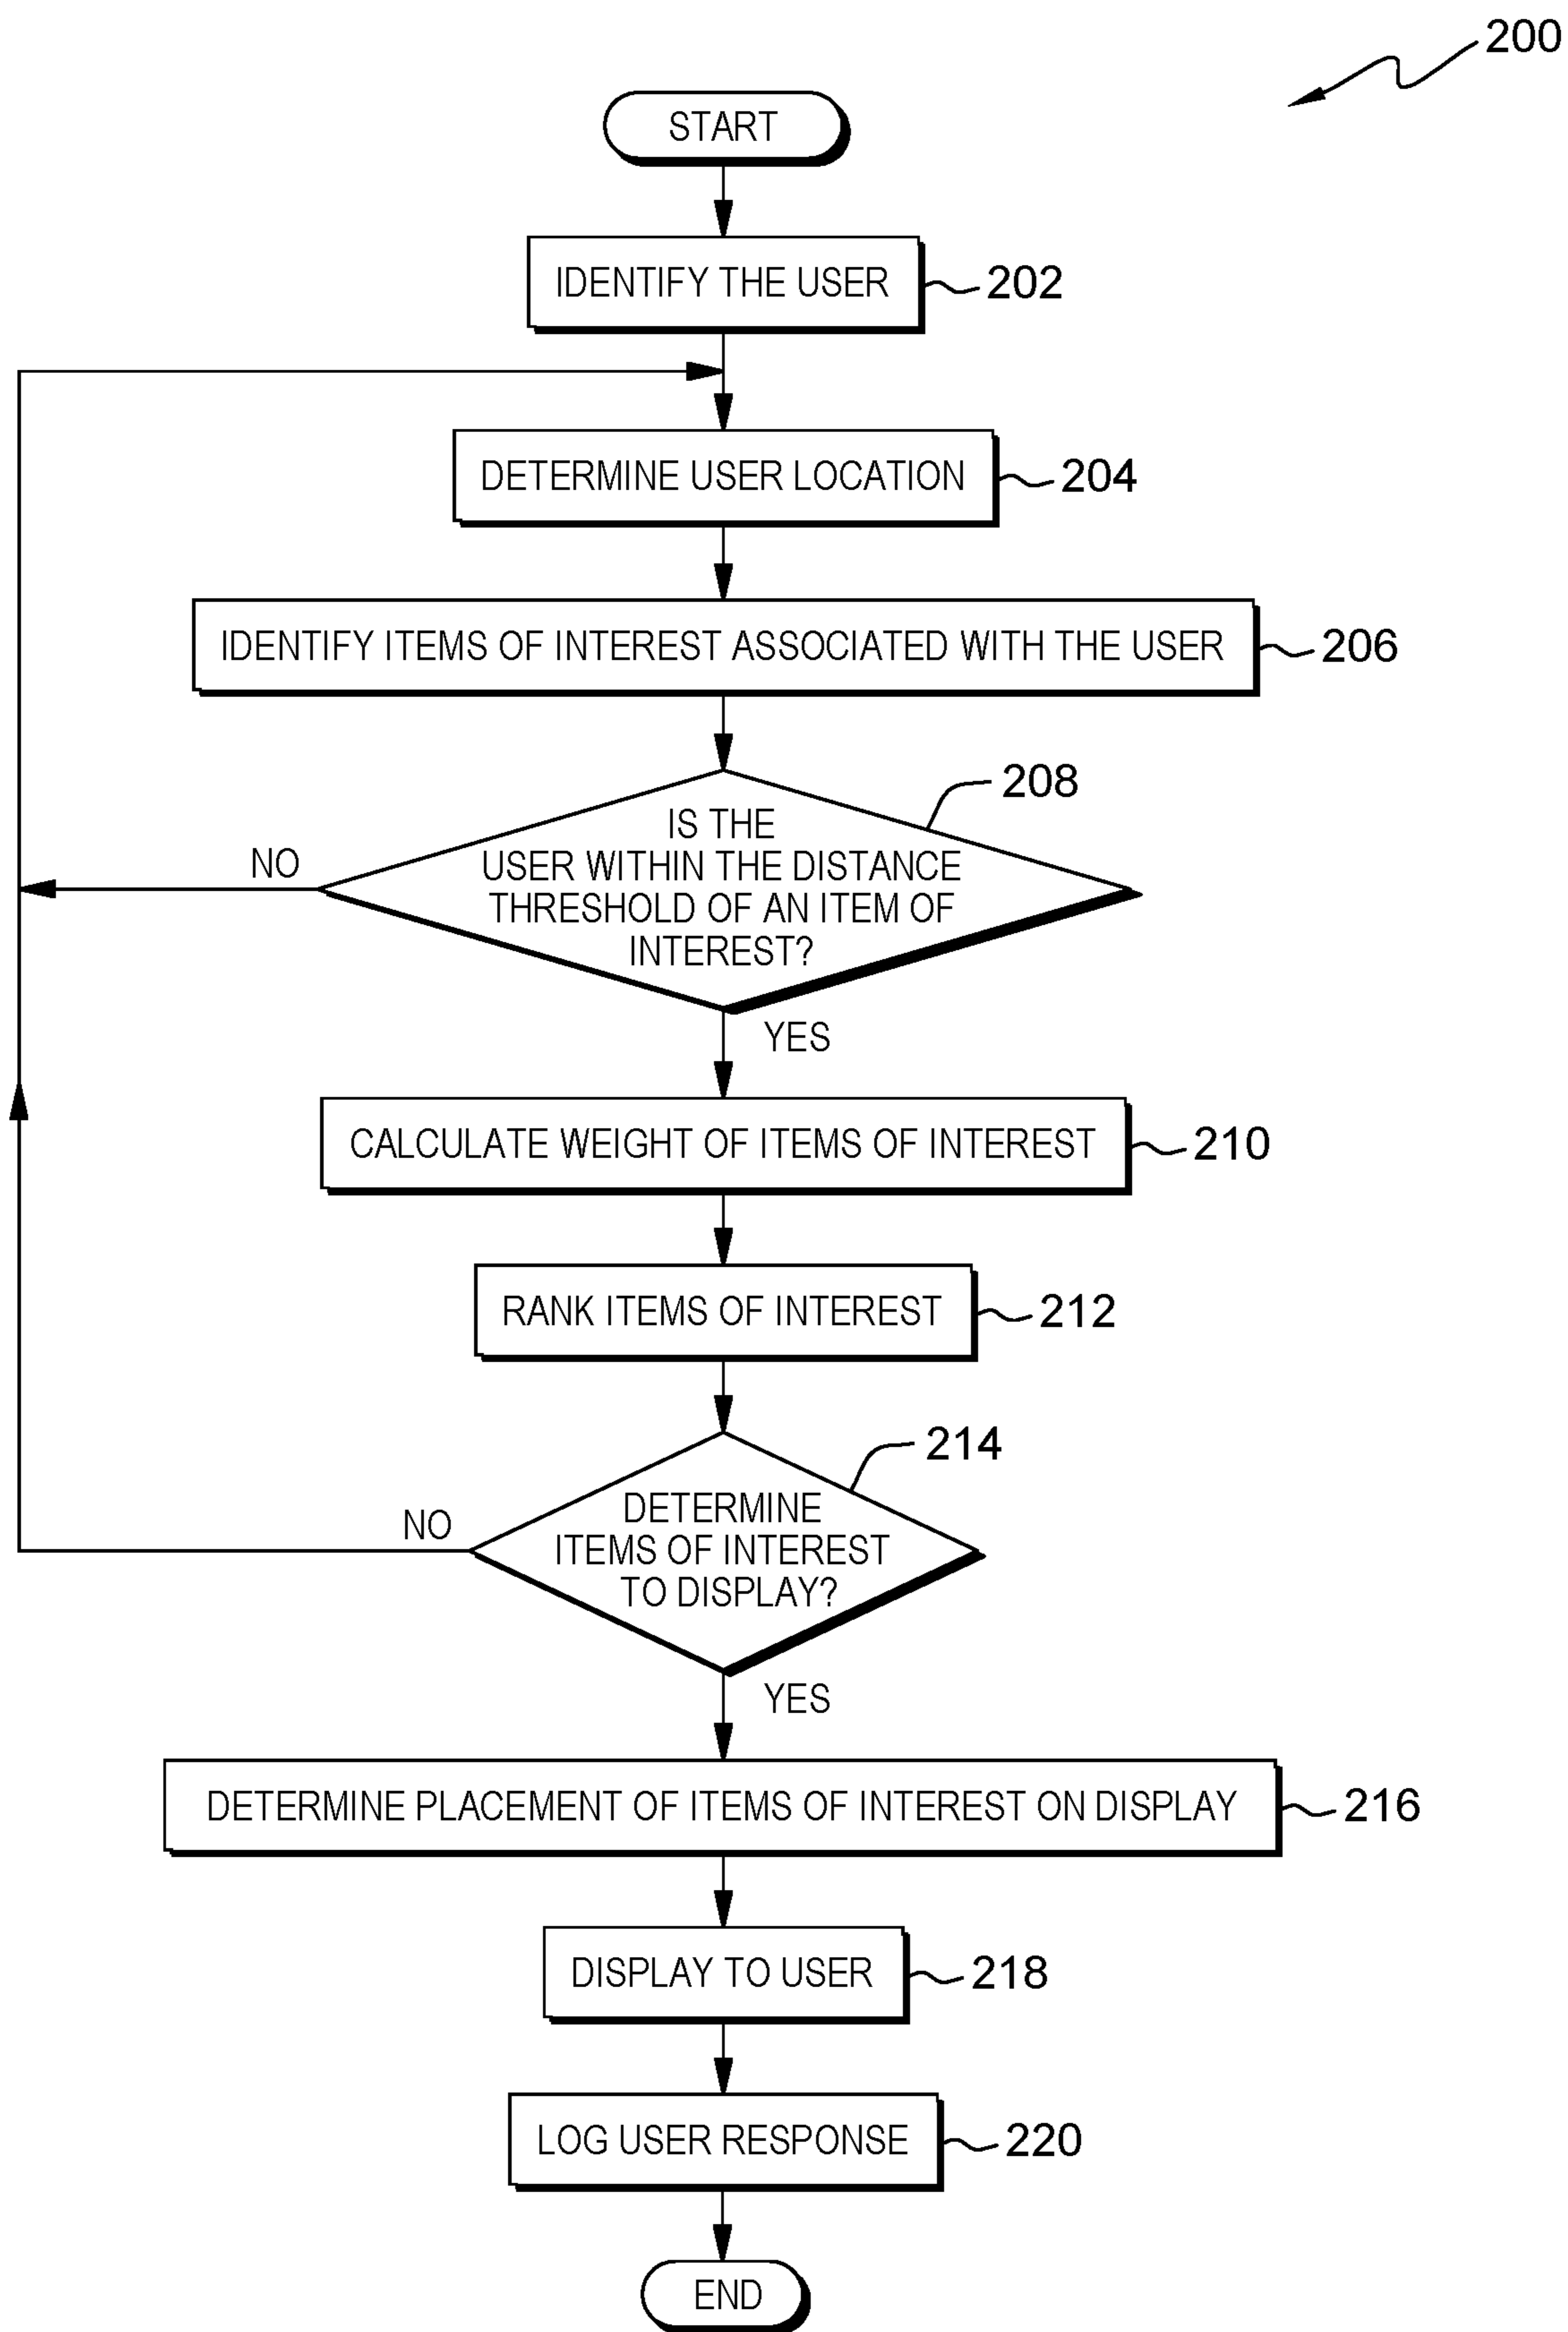 200
START
IDENTIFY THE USER
202
DETERMINE USER LOCATION
204
IDENTIFY ITEMS OF INTEREST ASSOCIATED WITH THE USER
206
208
IS THE
USER WITHIN THE DISTANCE
THRESHOLD OF AN ITEM OF
INTEREST?
NO
YES
CALCULATE WEIGHT OF ITEMS OF INTEREST
210
RANK ITEMS OF INTEREST
212
214
DETERMINE
ITEMS OF INTEREST
TO DISPLAY?
NO
YES
DETERMINE PLACEMENT OF ITEMS OF INTEREST ON DISPLAY
216
DISPLAY TO USER
218
LOG USER RESPONSE
220
END